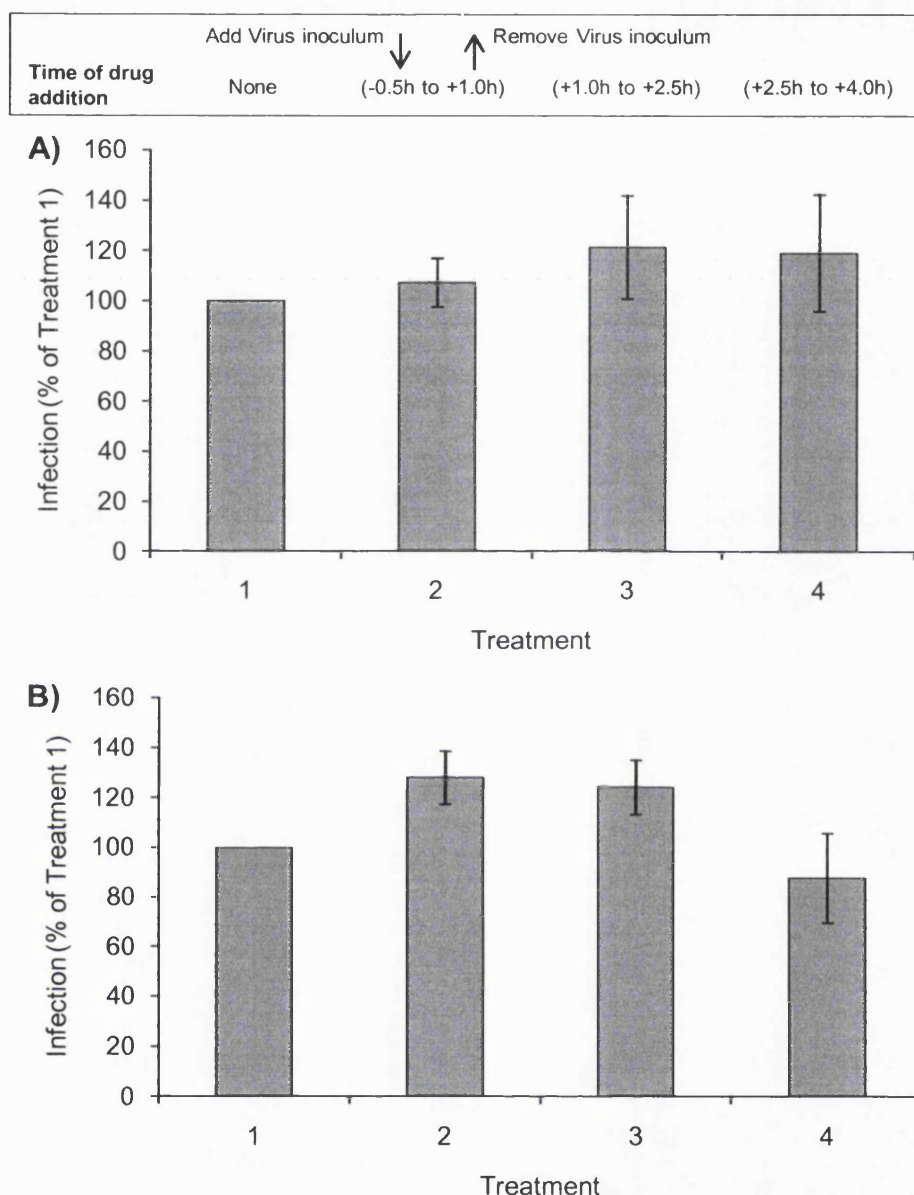 Add Virus inoculum Remove Virus inoculum
Time of drug addition None (-0.5h to +1.0h) (+1.0h to +2.5h) (+2.5h to +4.0h)
A)
Infection (% of Treatment 1)
160
140
120
100
80
60
40
20
0
1 2 3 4
Treatment
B)
Infection (% of Treatment 1)
160
140
120
100
80
60
40
20
0
1 2 3 4
Treatment